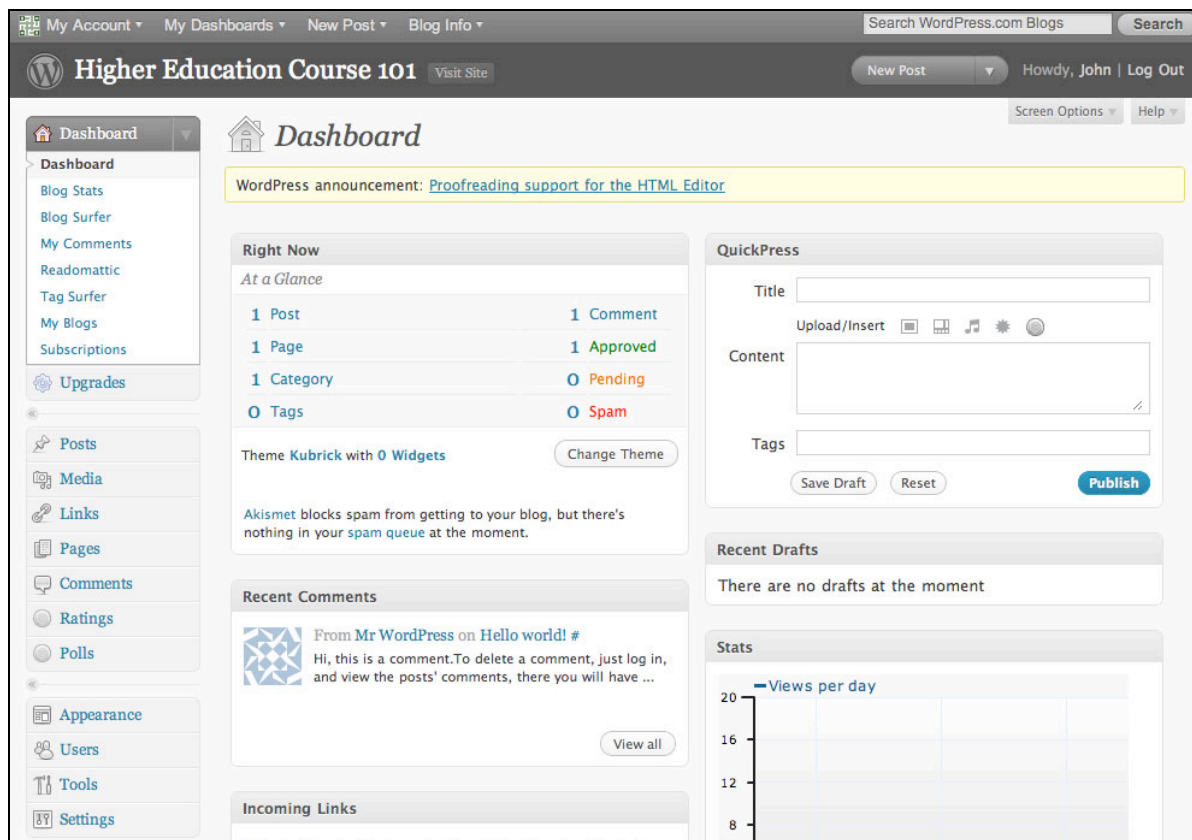 My Account My Dashboards New Post Blog Info Search WordPress.com Blogs Search
Higher Education Course 101 Visit Site New Post Howdy, John | Log Out
Screen Options Help
Dashboard
Dashboard
Blog Stats
Blog Surfer
My Comments
Readomattic
Tag Surfer
My Blogs
Subscriptions
Upgrades
Posts
Media
Links
Pages
Comments
Ratings
Polls
Appearance
Users
Tools
Settings
Dashboard
WordPress announcement: Proofreading support for the HTML Editor
Right Now
At a Glance
1 Post 1 Comment
1 Page 1 Approved
1 Category 0 Pending
0 Tags 0 Spam
Theme Kubrick with 0 Widgets Change Theme
Akismet blocks spam from getting to your blog, but there's
nothing in your spam queue at the moment.
Recent Comments
From Mr WordPress on Hello world! #
Hi, this is a comment.To delete a comment, just log in,
and view the posts' comments, there you will have ...
View all
Incoming Links
QuickPress
Title
Upload/Insert
Content
Tags
Save Draft Reset Publish
Recent Drafts
There are no drafts at the moment
Stats
Views per day
20
16
12
8